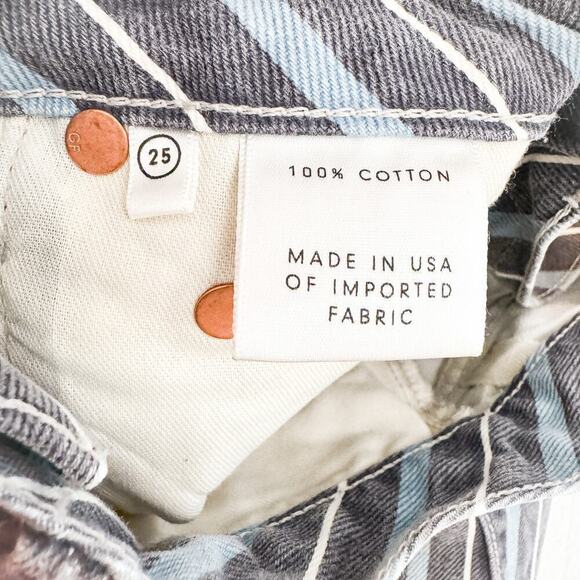 GF
25
100% COTTON
MADE IN USA
OF IMPORTED
FABRIC